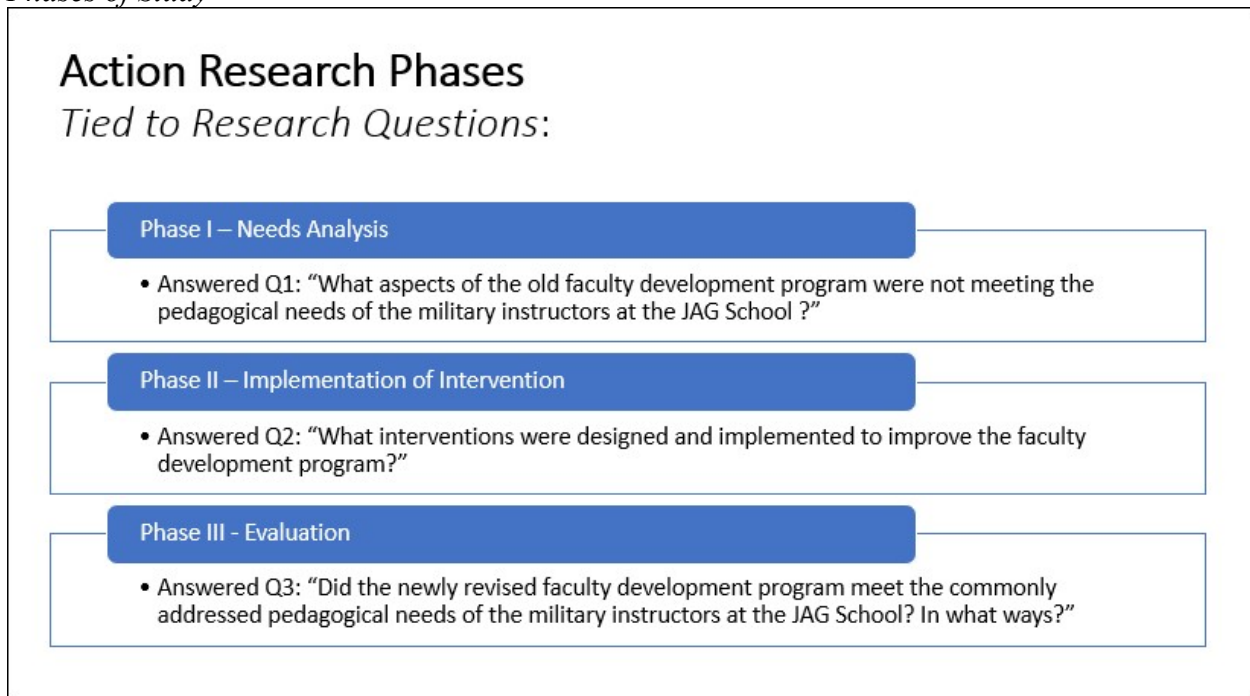 Phases of Study
Action Research Phases
Tied to Research Questions:
Phase I – Needs Analysis
• Answered Q1: “What aspects of the old faculty development program were not meeting the
pedagogical needs of the military instructors at the JAG School ?”
Phase II – Implementation of Intervention
• Answered Q2: “What interventions were designed and implemented to improve the faculty
development program?”
Phase III - Evaluation
• Answered Q3: “Did the newly revised faculty development program meet the commonly
addressed pedagogical needs of the military instructors at the JAG School? In what ways?”